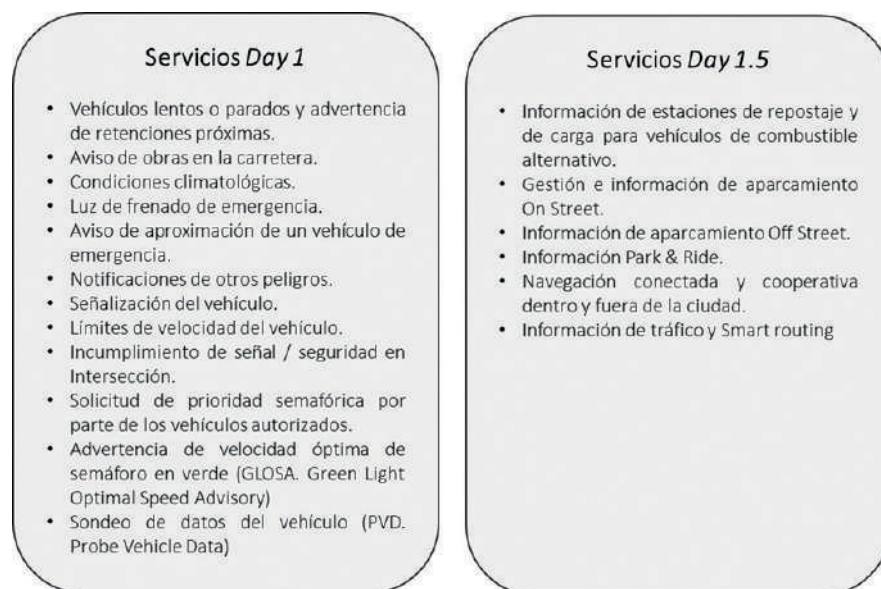 Servicios Day 1
• Vehículos lentos o parados y advertencia
de retenciones próximas.
• Aviso de obras en la carretera.
• Condiciones climatológicas.
• Luz de frenado de emergencia.
• Aviso de aproximación de un vehículo de
emergencia.
• Notificaciones de otros peligros.
• Señalización del vehículo.
• Límites de velocidad del vehículo.
• Incumplimiento de señal / seguridad en
Intersección.
• Solicitud de prioridad semafórica por
parte de los vehículos autorizados.
• Advertencia de velocidad óptima de
semáforo en verde (GLOSA. Green Light
Optimal Speed Advisory)
• Sondeo de datos del vehículo (PVD.
Probe Vehicle Data)
Servicios Day 1.5
• Información de estaciones de repostaje y
de carga para vehículos de combustible
alternativo.
• Gestión e información de aparcamiento
On Street.
• Información de aparcamiento Off Street.
• Información Park & Ride.
• Navegación conectada y cooperativa
dentro y fuera de la ciudad.
• Información de tráfico y Smart routing